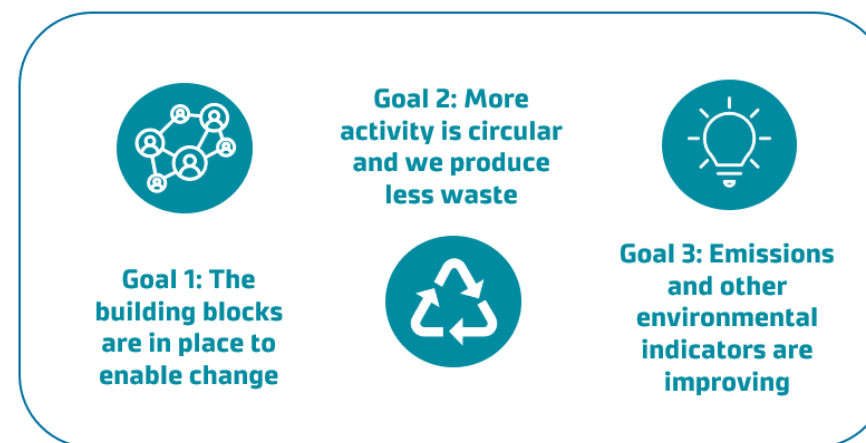 Goal 1: The
building blocks
are in place to
enable change
Goal 2: More
activity is circular
and we produce
less waste
Goal 3: Emissions
and other
environmental
indicators are
improving